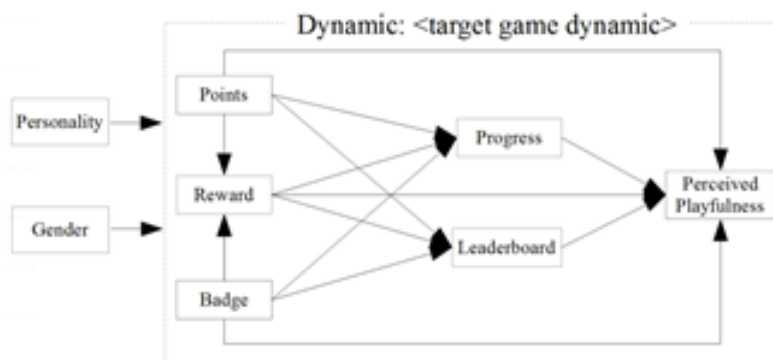 Dynamic: <target game dynamic>
Points
Personality
Progress
Reward
Perceived
Playfulness
Gender
Leaderboard
Badge